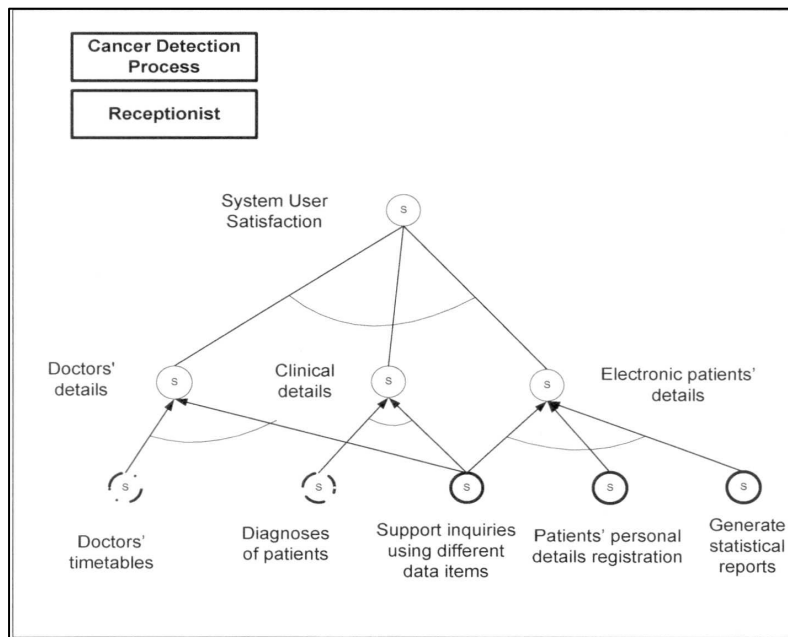 Cancer Detection
Process
Receptionist
System User
Satisfaction
S
Doctors'
details
S
Clinical
details
S
S
Electronic patients'
details
S
S
S
S
S
Doctors'
timetables
Diagnoses
of patients
Support inquiries
using different
data items
Patients' personal
details registration
Generate
statistical
reports